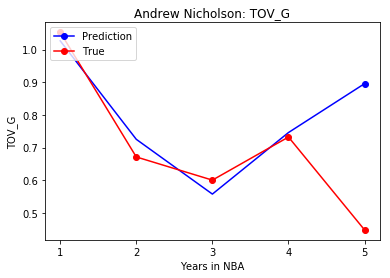 Andrew Nicholson: TOV_G
Prediction
True
1.0
0.9
0.8
0.7
0.6
0.5
TOV_G
1 2 3 4 5
Years in NBA